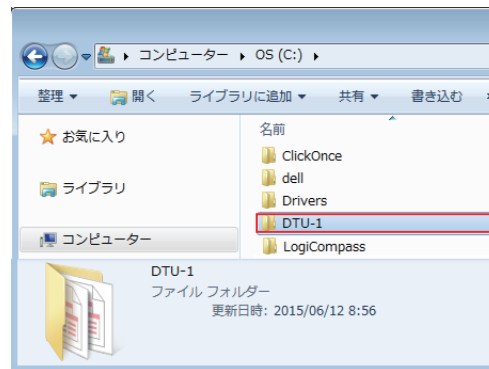 コンピューター ▸ OS (C:) ▸
整理 ▼ 開く ライブラリに追加 ▼ 共有 ▼ 書き込む
お気に入り
ライブラリ
コンピューター
名前
ClickOnce
dell
Drivers
DTU-1
LogiCompass
DTU-1
ファイル フォルダー
更新日時: 2015/06/12 8:56